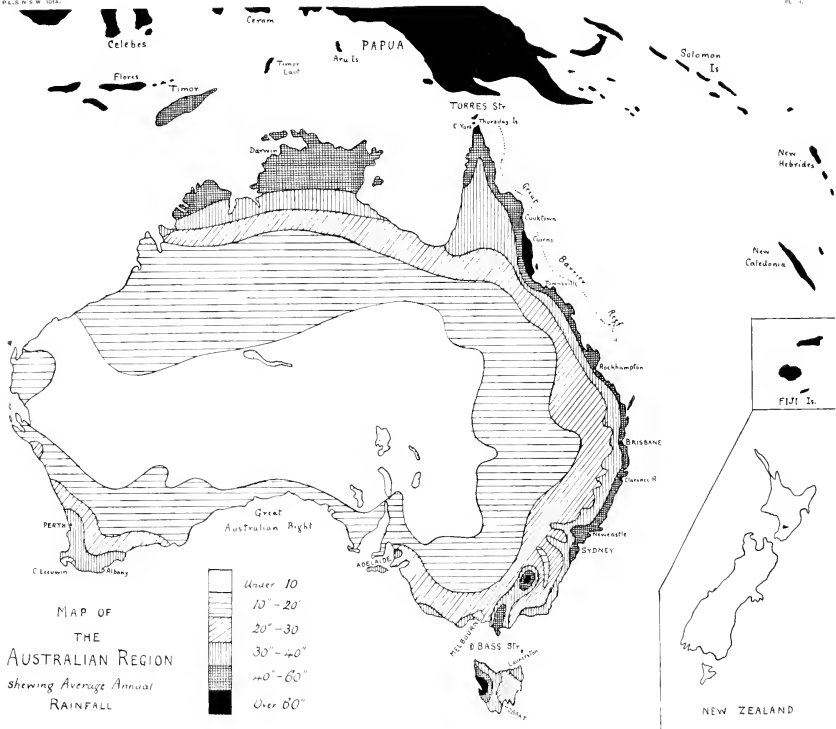 P.L.S.N.S.W. 1914.
PL. 1.
Celebes
Ceram
PAPUA
Aru Is
Timor
Laut
Flores
Timor
Solomon
Is
TORRES Str
C York
Thursday Is
New
Hebrides
Darwin
Great
Cooktown
Cairns
Barrier
Townsville
Reef
New
Caledonia
Rockhampton
FIJI Is.
BRISBANE
Clarence R
Great
Australian Bight
PERTH
Newcastle
SYDNEY
ADELAIDE
C Leeuwin
Albany
MELBOURNE
BASS Str
Launceston
MAP OF
THE
AUSTRALIAN REGION
shewing Average Annual
RAINFALL
Under 10
10" - 20"
20" - 30
30" - 40"
40" - 60"
Over 60"
NEW ZEALAND